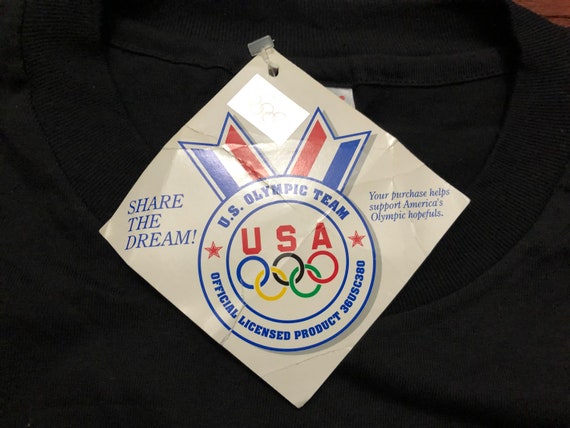 SHARE
THE
DREAM!
U.S. OLYMPIC TEAM
USA
OFFICIAL LICENSED PRODUCT 36USC380
Your purchase helps
support America's
Olympic hopefuls.